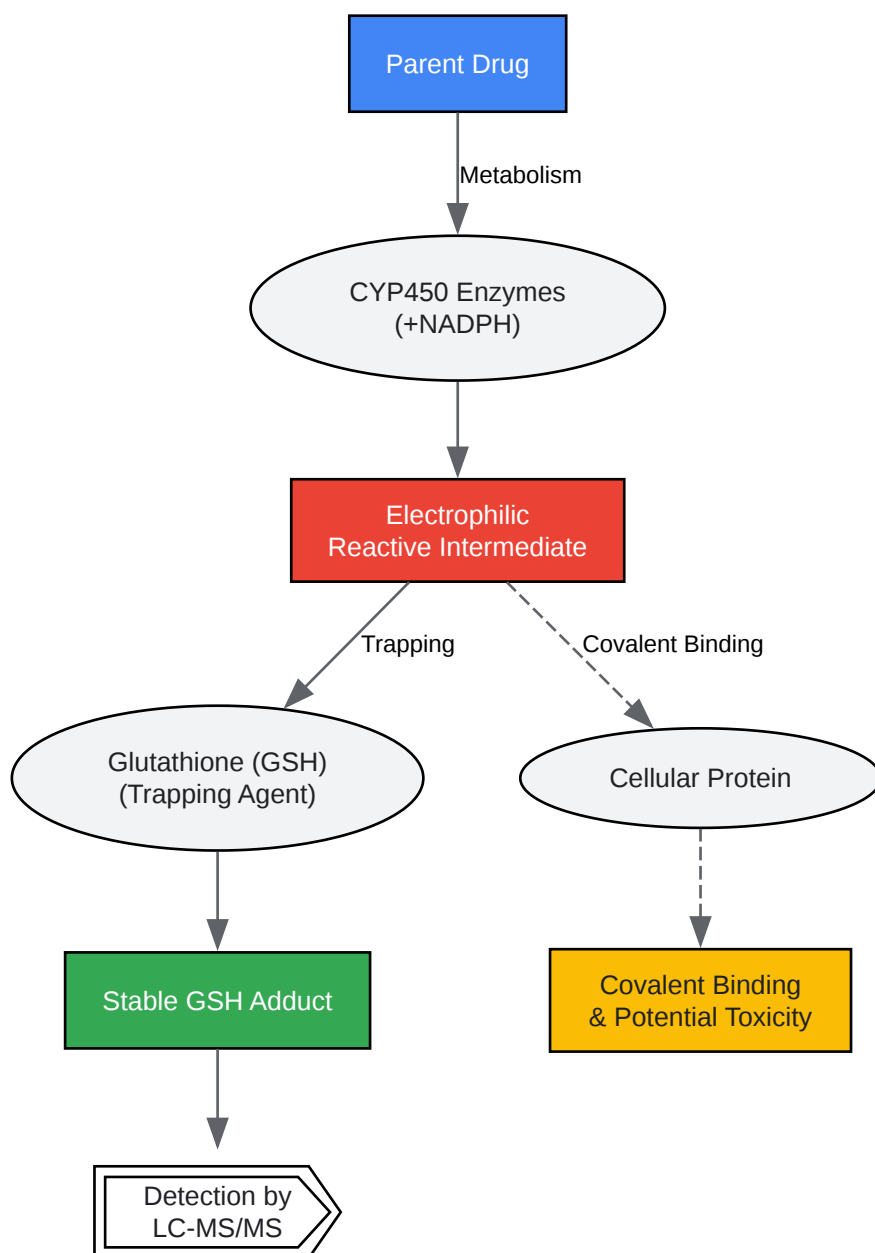 Parent Drug
Metabolism
CYP450 Enzymes
(+NADPH)
Electrophilic
Reactive Intermediate
Trapping
Covalent Binding
Glutathione (GSH)
(Trapping Agent)
Cellular Protein
Stable GSH Adduct
Covalent Binding
& Potential Toxicity
Detection by
LC-MS/MS